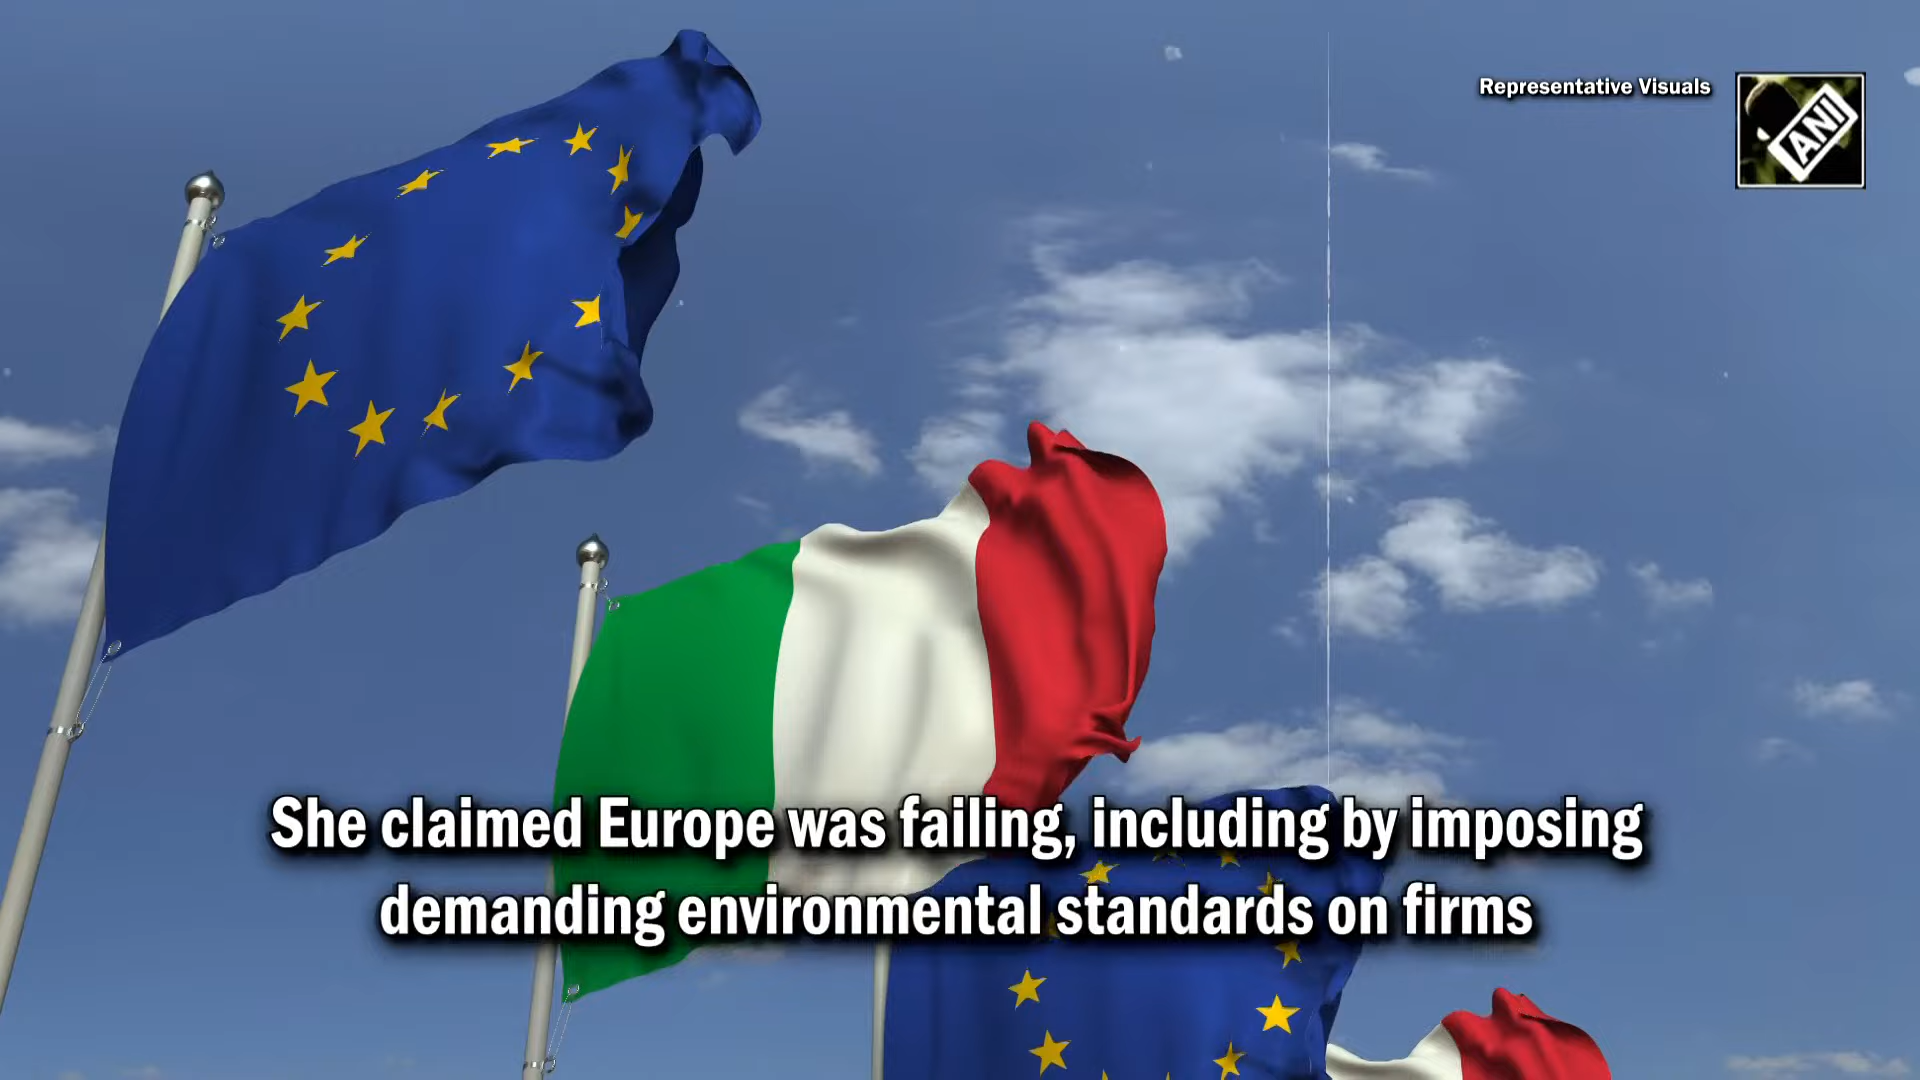 Representative Visuals
ANI
She claimed Europe was failing, including by imposing
demanding environmental standards on firms